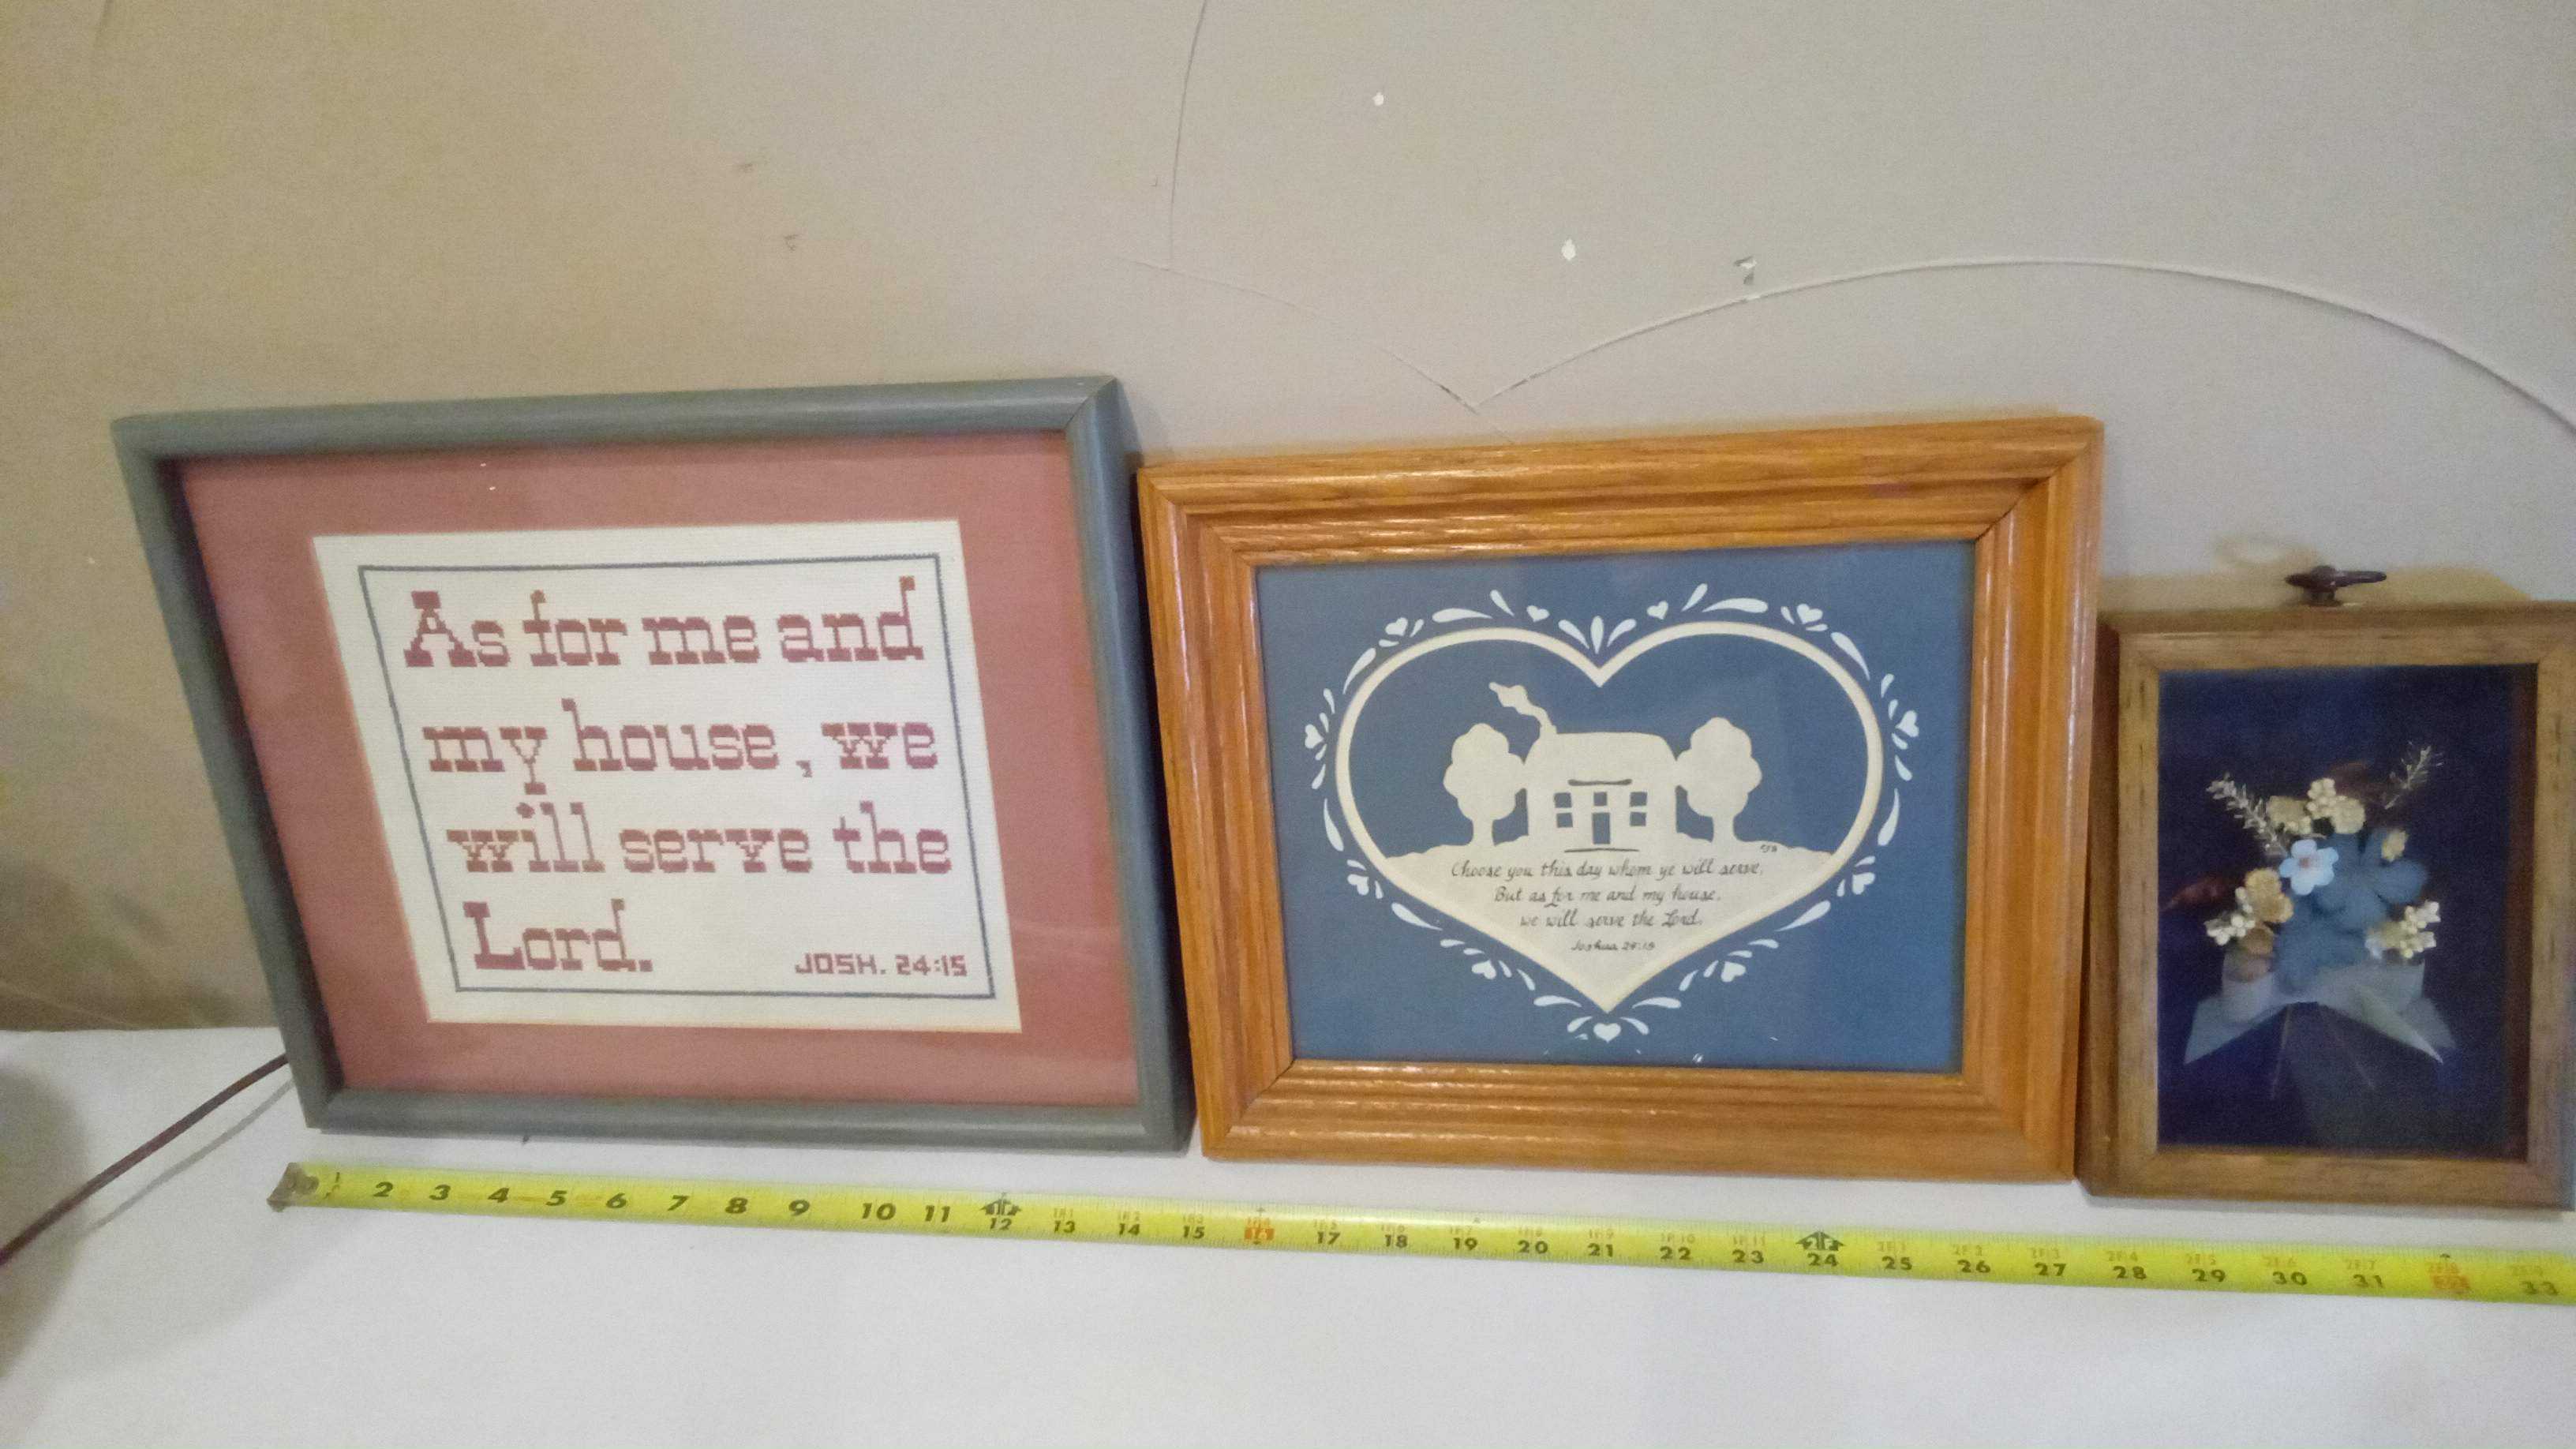 As for me and
my house, we
will serve the
Lord.
JOSH. 24:15
Choose you this day whom ye will serve,
But as for me and my house,
we will serve the Lord.
Joshua 24:15
2 3 4 5 6 7 8 9 10 11 12 13 14 15 16 17 18 19 20 21 22 23 24 25 26 27 28 29 30 31 32 33